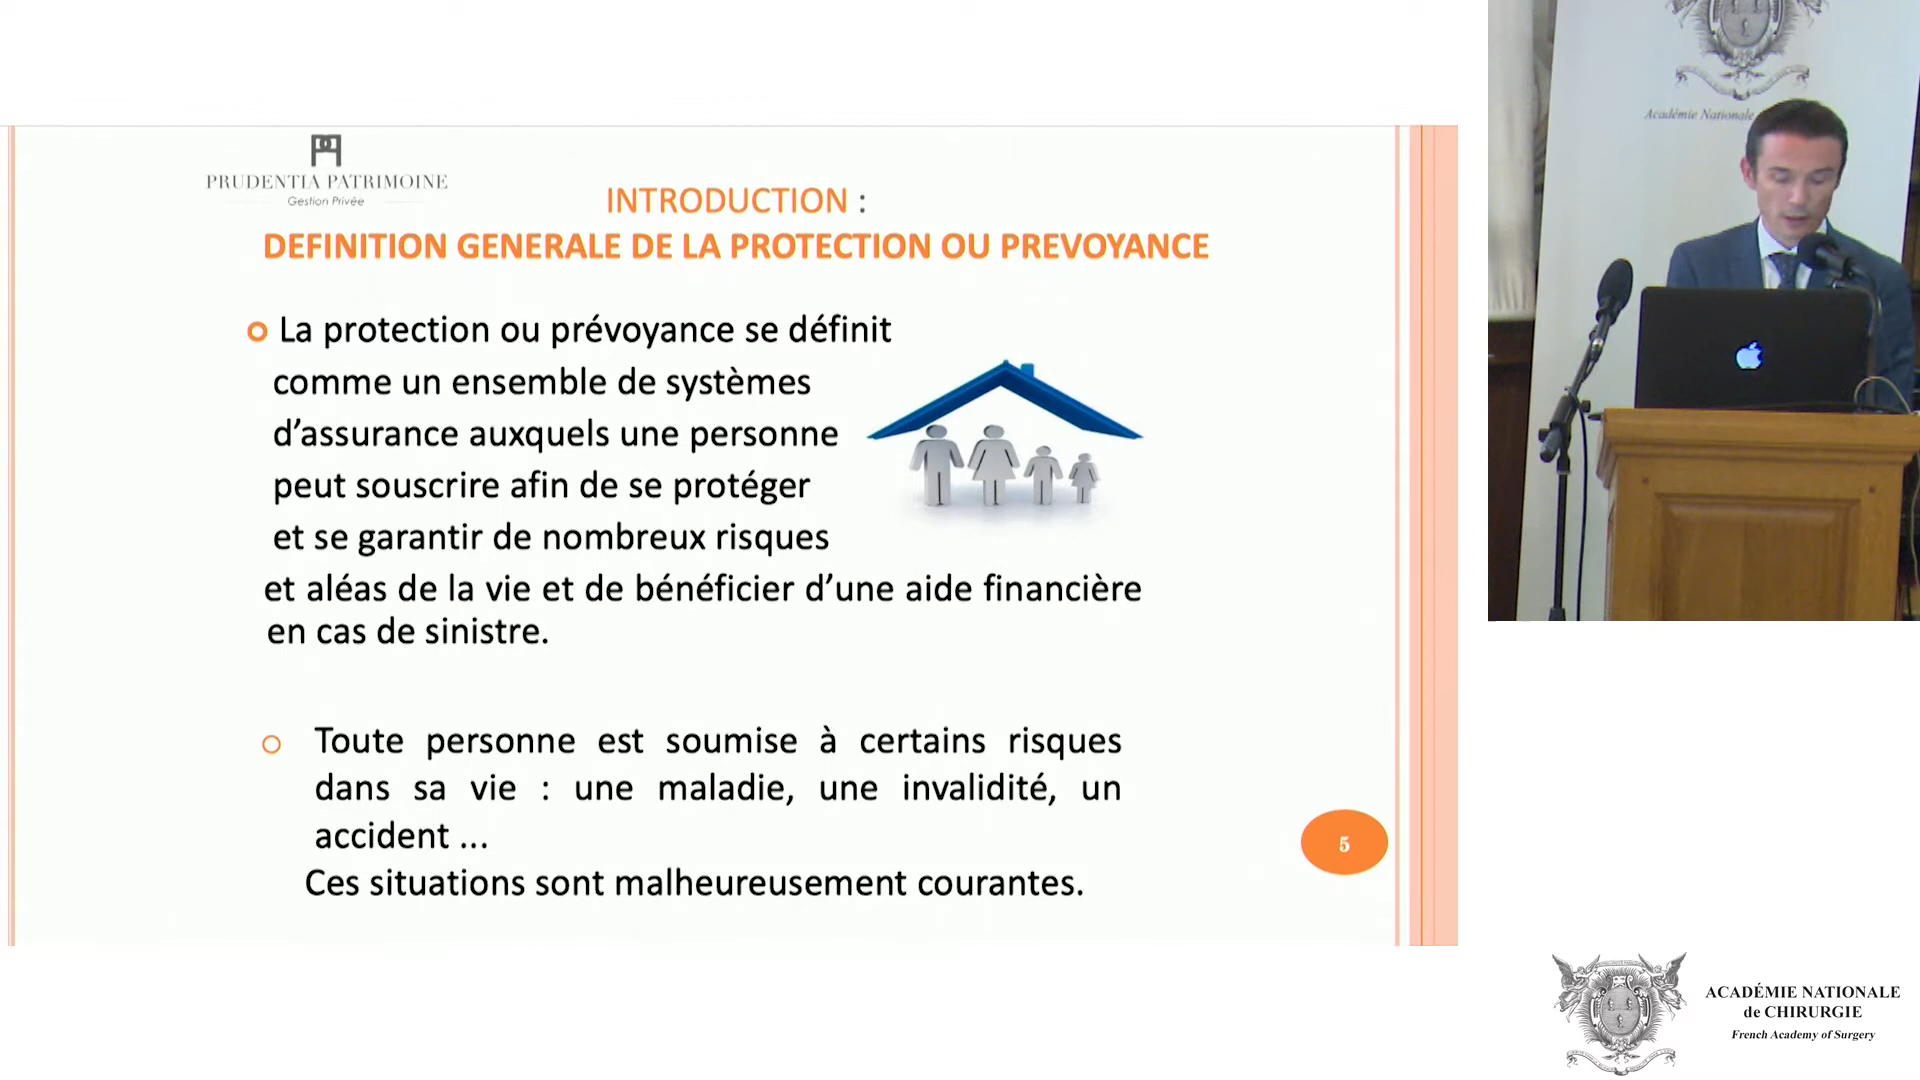 PRUDENTIA PATRIMOINE
Gestion Privée
INTRODUCTION :
DEFINITION GENERALE DE LA PROTECTION OU PREVOYANCE
La protection ou prévoyance se définit
comme un ensemble de systèmes
d’assurance auxquels une personne
peut souscrire afin de se protéger
et se garantir de nombreux risques
et aléas de la vie et de bénéficier d’une aide financière
en cas de sinistre.
Toute personne est soumise à certains risques
dans sa vie : une maladie, une invalidité, un
accident ...
Ces situations sont malheureusement courantes.
5
Académie Nationale
ACADÉMIE NATIONALE
de CHIRURGIE
French Academy of Surgery